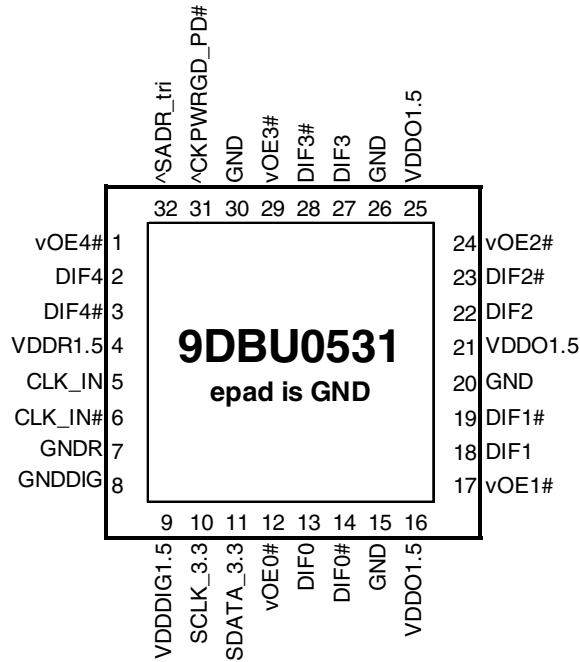 ^SADR_tri
^CKPWRGD_PD#
GND
vOE3#
DIF3#
DIF3
GND
VDDO1.5
32 31 30 29 28 27 26 25
vOE4# 1
DIF4 2
DIF4# 3
VDDR1.5 4
CLK_IN 5
CLK_IN# 6
GNDR 7
GNDDIG 8
9DBU0531
epad is GND
24 vOE2#
23 DIF2#
22 DIF2
21 VDDO1.5
20 GND
19 DIF1#
18 DIF1
17 vOE1#
9 10 11 12 13 14 15 16
VDDDIG1.5
SCLK_3.3
SDATA_3.3
vOE0#
DIF0
DIF0#
GND
VDDO1.5